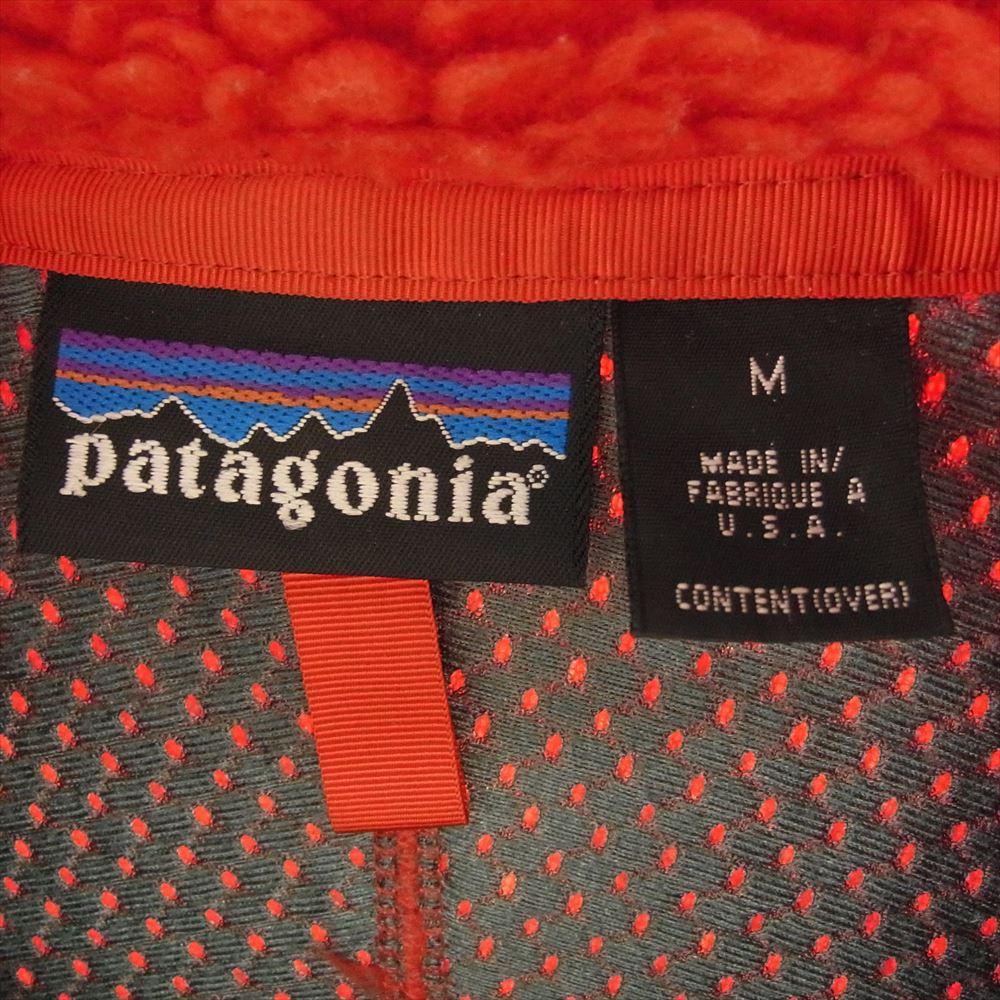 patagonia®
M
MADE IN/
FABRIQUE A
U.S.A.
CONTENT(OVER)